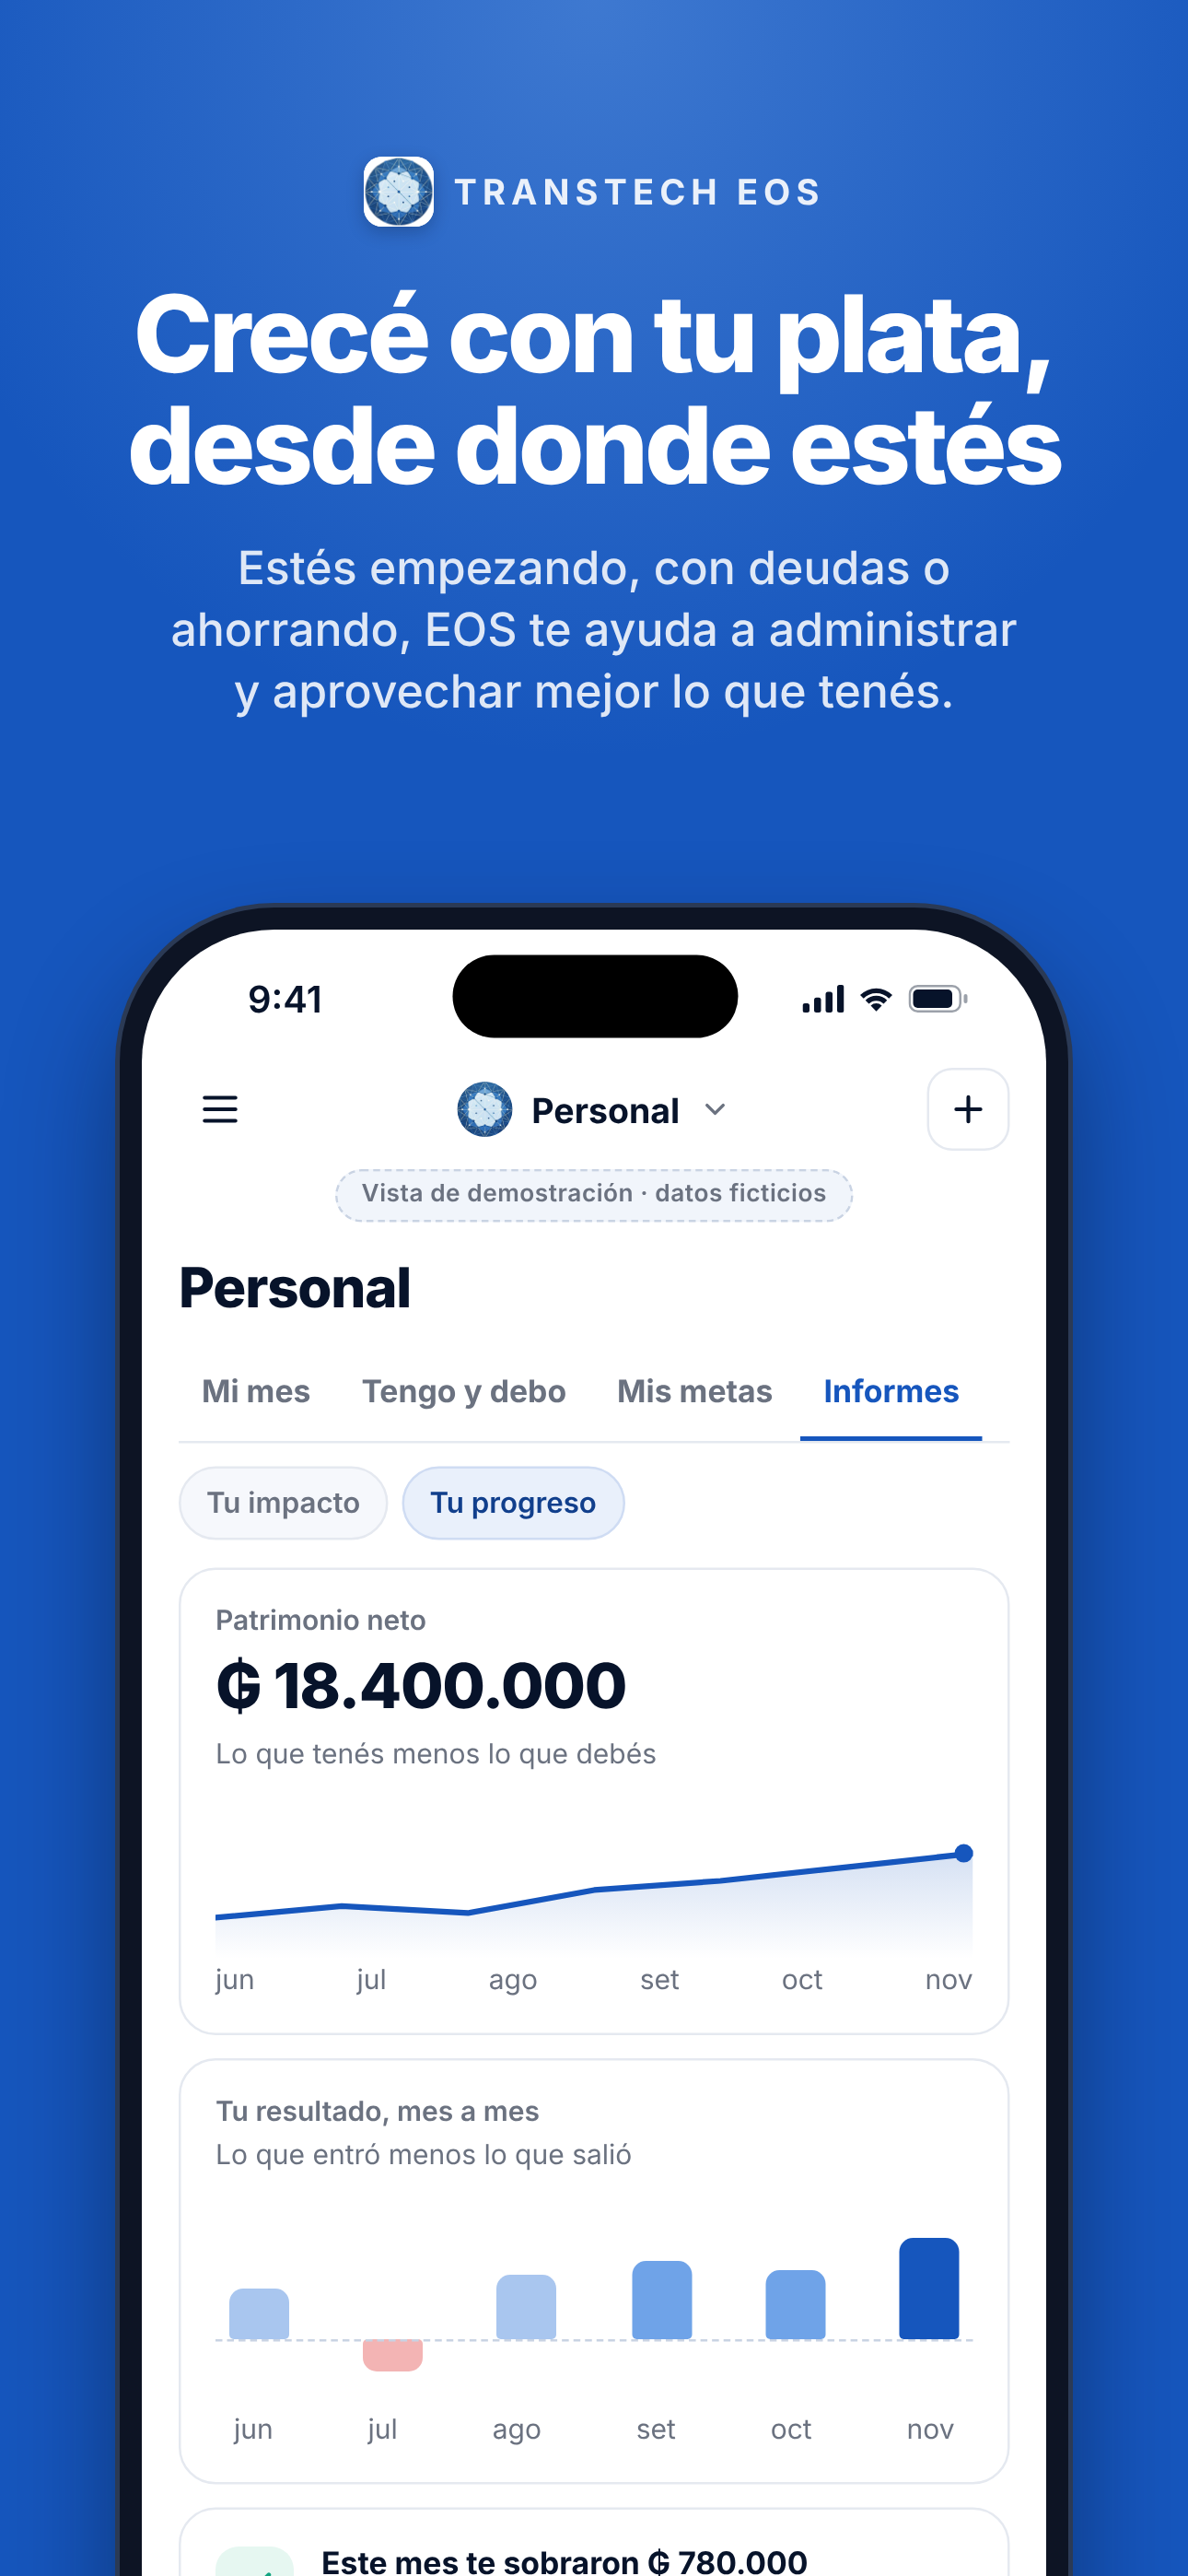 TRANSTECH EOS
Crecé con tu plata,
desde donde estés
Estés empezando, con deudas o
ahorrando, EOS te ayuda a administrar
y aprovechar mejor lo que tenés.
9:41
Personal
Vista de demostración · datos ficticios
Personal
Mi mes Tengo y debo Mis metas Informes
Tu impacto Tu progreso
Patrimonio neto
₲ 18.400.000
Lo que tenés menos lo que debés
jun jul ago set oct nov
Tu resultado, mes a mes
Lo que entró menos lo que salió
jun jul ago set oct nov
Este mes te sobraron ₲ 780.000